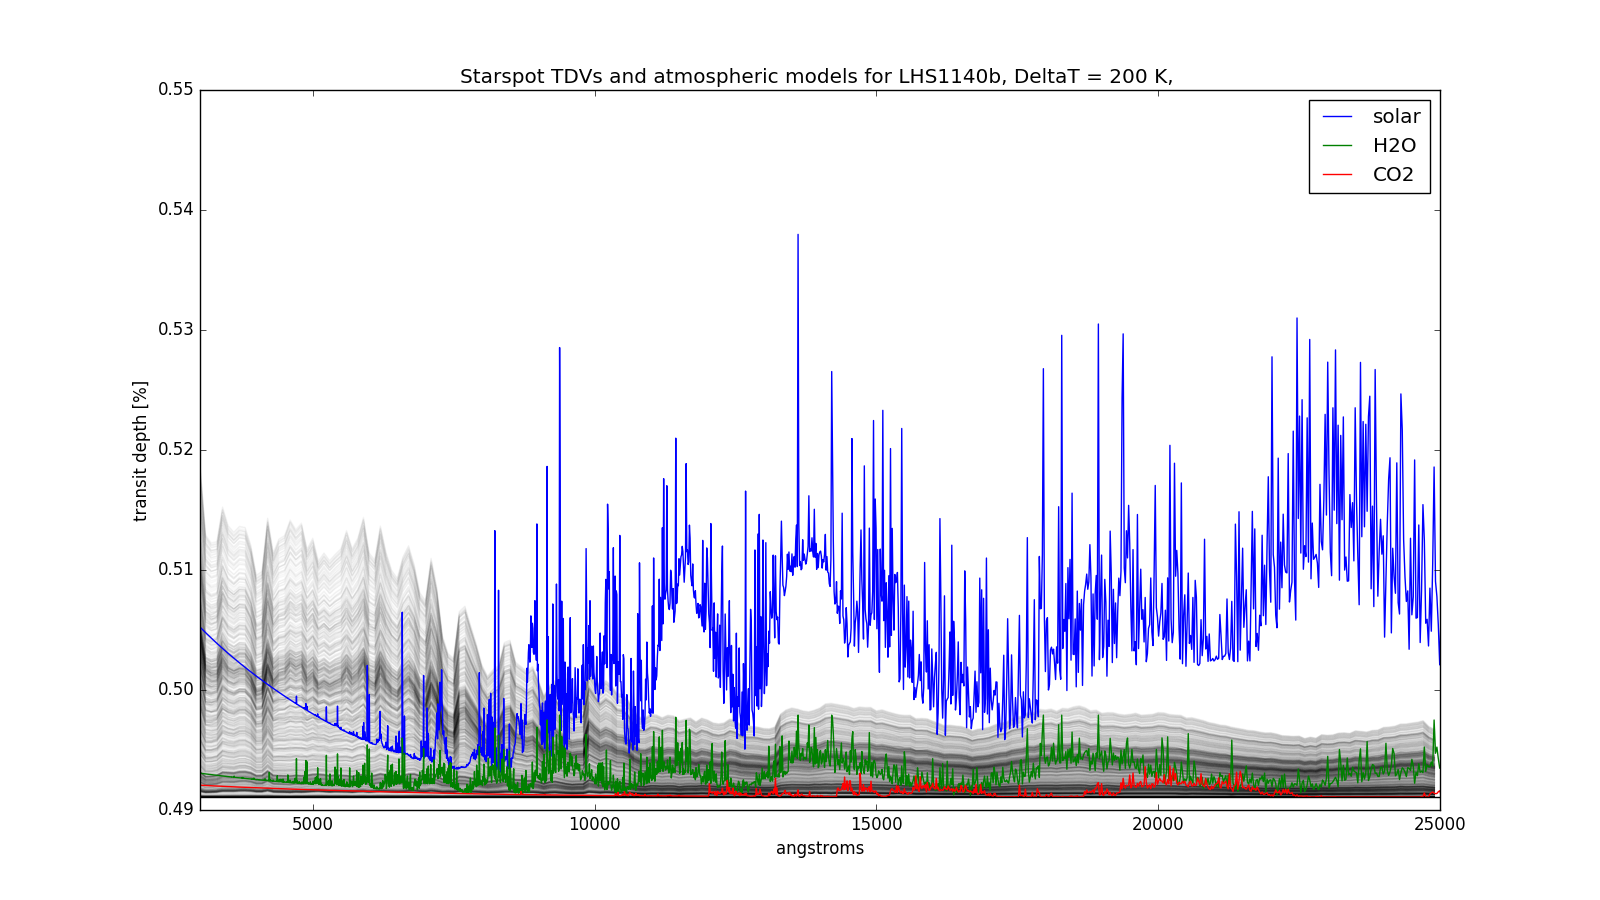 Starspot TDVs and atmospheric models for LHS1140b, DeltaT = 200 K,
0.55
0.54
0.53
0.52
0.51
0.50
0.49
transit depth [%]
solar
H2O
CO2
5000
10000
15000
20000
25000
angstroms